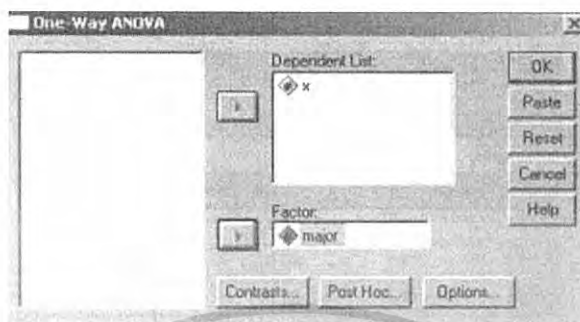 One-Way ANOVA
Dependent List:
x
OK
Paste
Reset
Cancel
Help
Factor:
major
Contrasts...
Post Hoc...
Options...